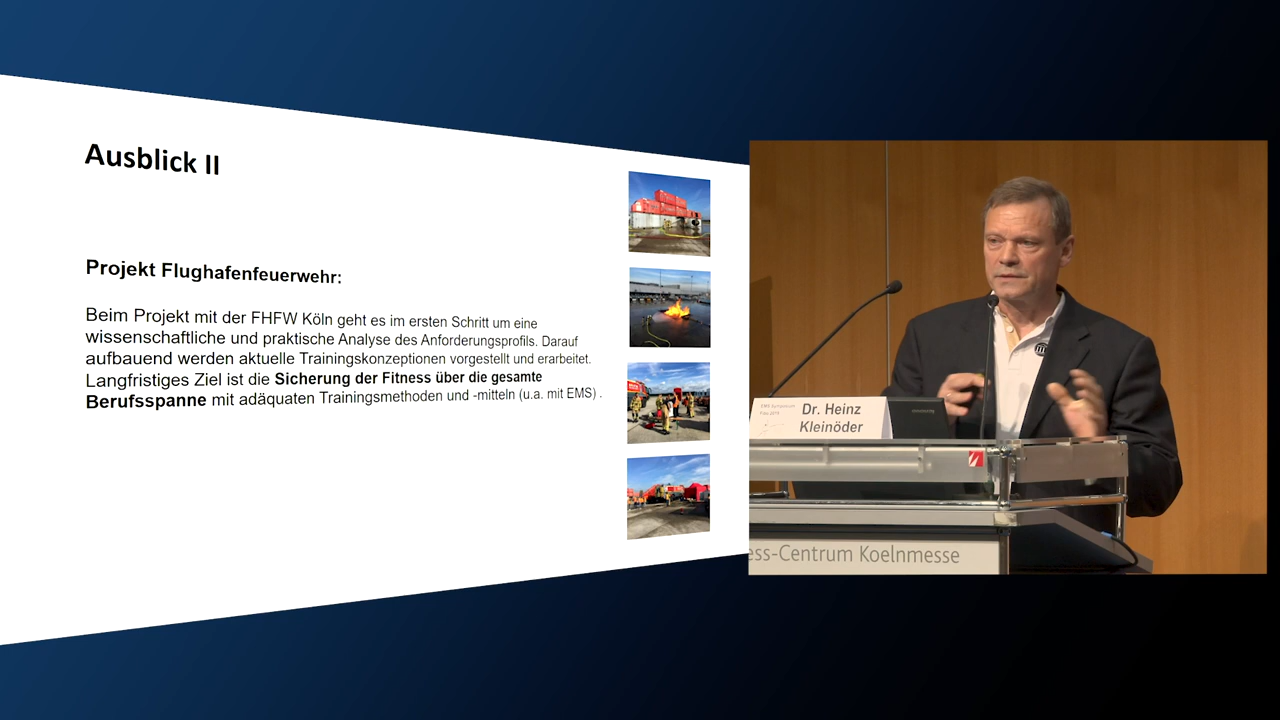 Ausblick II
Projekt Flughafenfeuerwehr:
Beim Projekt mit der FHFW Köln geht es im ersten Schritt um eine
wissenschaftliche und praktische Analyse des Anforderungsprofils. Darauf
aufbauend werden aktuelle Trainingskonzeptionen vorgestellt und erarbeitet.
Langfristiges Ziel ist die Sicherung der Fitness über die gesamte
Berufsspanne mit adäquaten Trainingsmethoden und -mitteln (u.a. mit EMS) .
Dr. Heinz
Kleinöder
ess-Centrum Koelnmesse